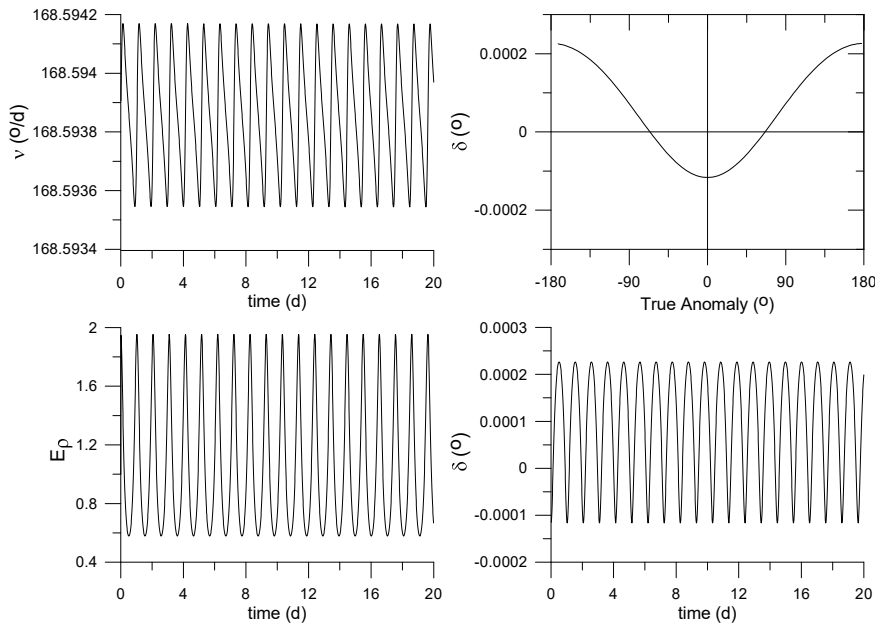 168.5942
168.594
168.5938
168.5936
168.5934
ν (º/d)
0 4 8 12 16 20
time (d)
0.0002
0
-0.0002
δ (º)
-180 -90 0 90 180
True Anomaly (º)
2
1.6
1.2
0.8
0.4
Eρ
0 4 8 12 16 20
time (d)
0.0003
0.0002
0.0001
0
-0.0001
-0.0002
δ (º)
0 4 8 12 16 20
time (d)